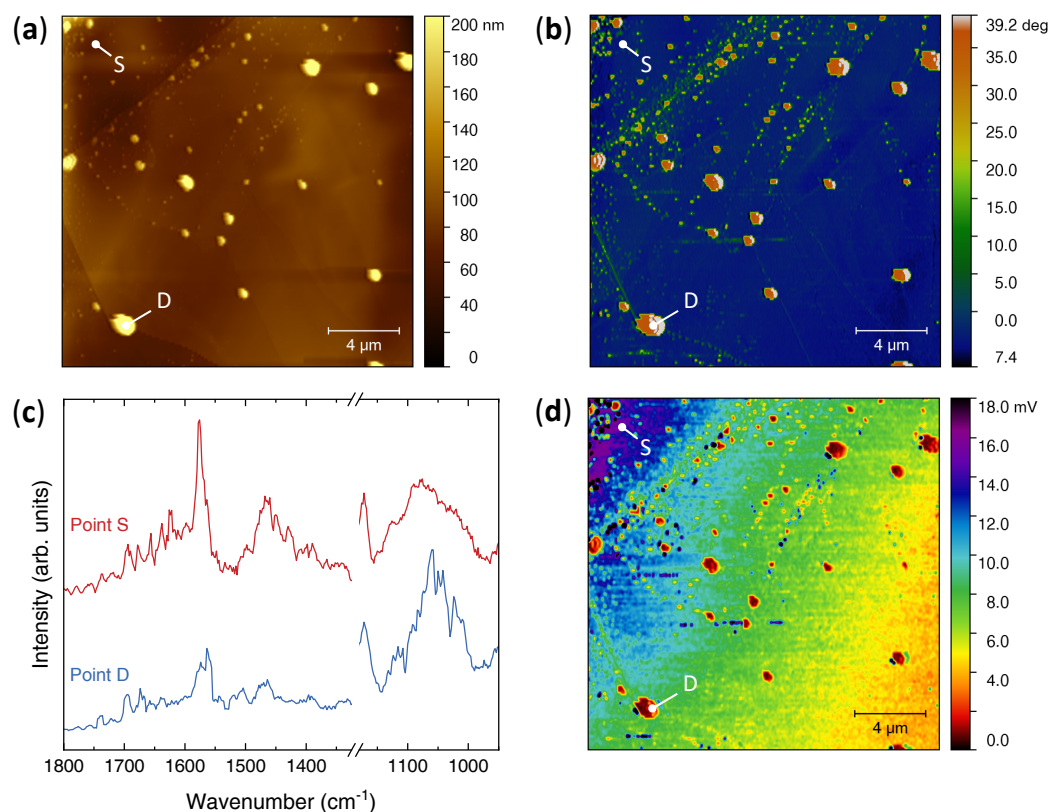 (a)
S
D
4 µm
200 nm
180
160
140
120
100
80
60
40
20
0
(b)
S
D
4 µm
39.2 deg
35.0
30.0
25.0
20.0
15.0
10.0
5.0
0.0
7.4
(c)
Intensity (arb. units)
Point S
Point D
1800
1700
1600
1500
1400
1100
1000
Wavenumber (cm⁻¹)
(d)
S
D
4 µm
18.0 mV
16.0
14.0
12.0
10.0
8.0
6.0
4.0
2.0
0.0